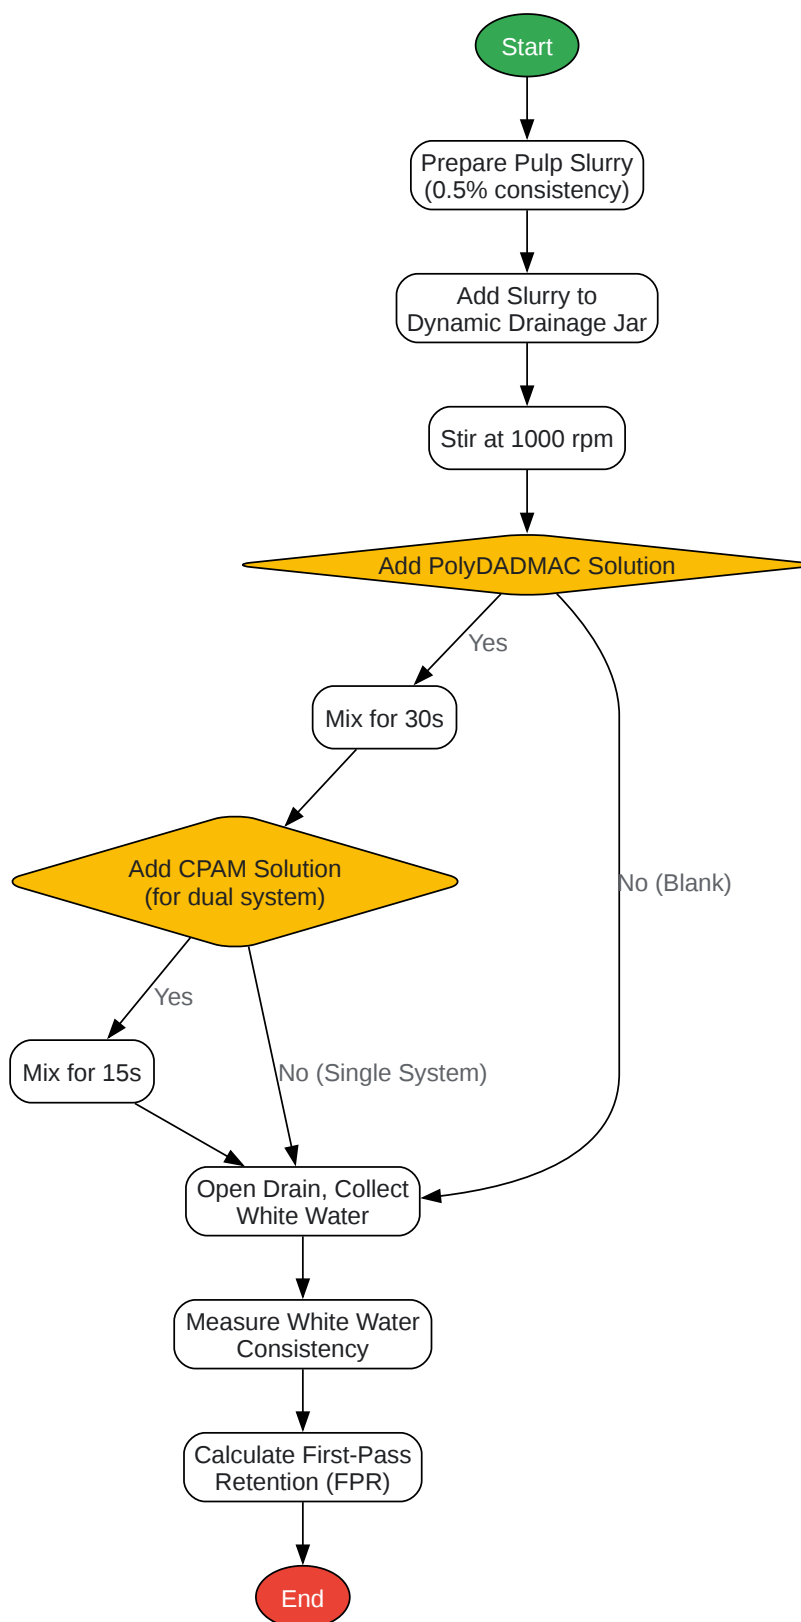 Start
Prepare Pulp Slurry
(0.5% consistency)
Add Slurry to
Dynamic Drainage Jar
Stir at 1000 rpm
Add PolyDADMAC Solution
Yes
Mix for 30s
Add CPAM Solution
(for dual system)
No (Blank)
Yes
Mix for 15s
No (Single System)
Open Drain, Collect
White Water
Measure White Water
Consistency
Calculate First-Pass
Retention (FPR)
End